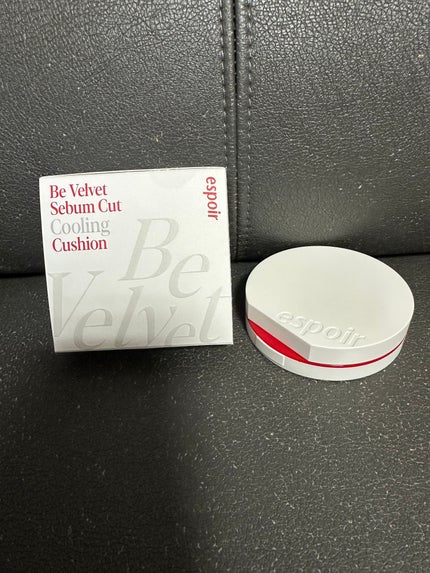 Be Velvet
Sebum Cut
Cooling
Cushion
espoir
Be
Velvet
espoir